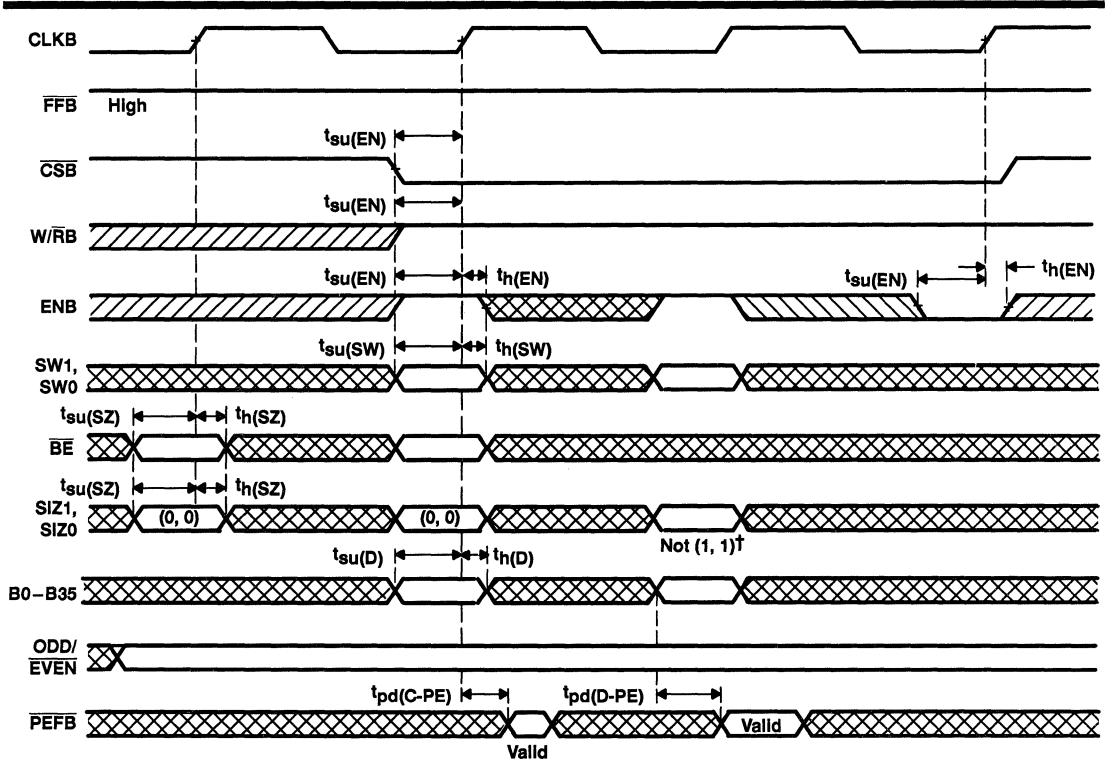 CLKB
FFB High
tsu(EN)
CSB
tsu(EN)
W/RB
tsu(EN) th(EN) tsu(EN) th(EN)
ENB
tsu(SW) th(SW)
SW1,
SW0
tsu(SZ) th(SZ)
BE
tsu(SZ) th(SZ)
SIZ1,
SIZ0
(0, 0) (0, 0)
Not (1, 1)†
tsu(D) th(D)
B0–B35
ODD/
EVEN
tpd(C-PE) tpd(D-PE)
PEFB Valid
Valid